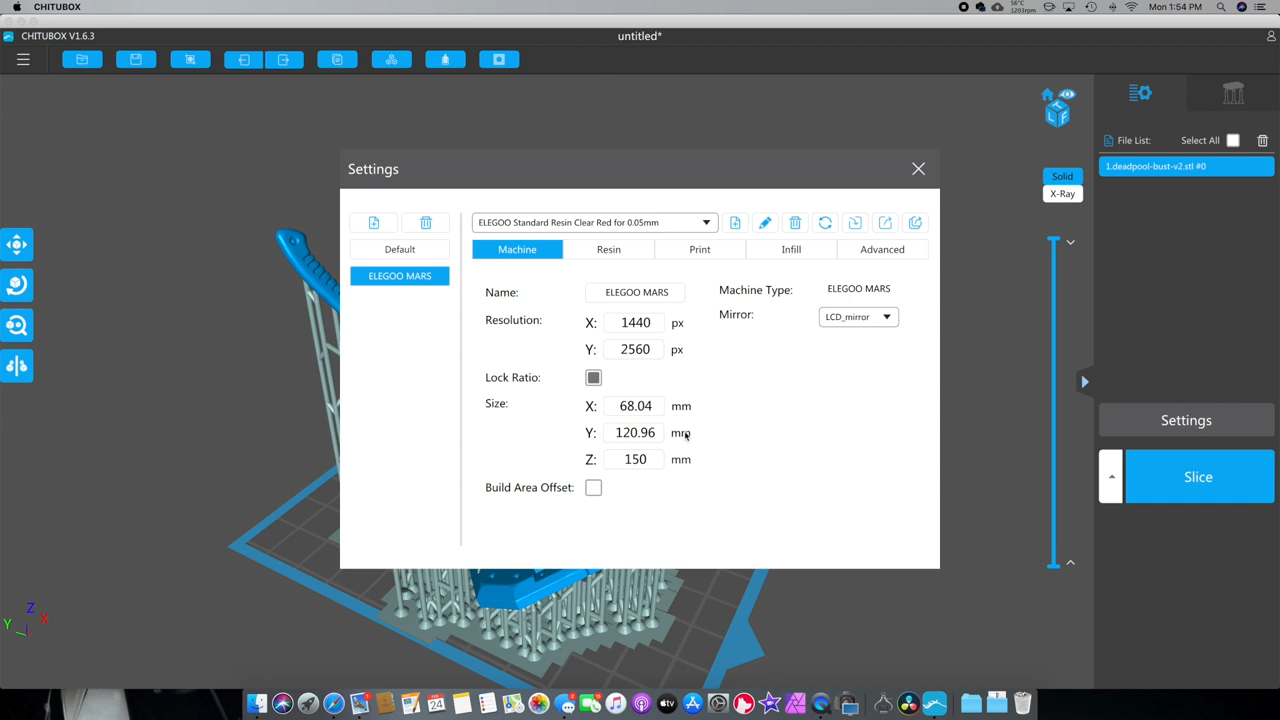 CHITUBOX
56°C
1203rpm
Mon 1:54 PM
CHITUBOX V1.6.3
untitled*
File List:
Select All
1.deadpool-bust-v2.stl #0
Solid
X-Ray
Settings
ELEGOO Standard Resin Clear Red for 0.05mm
Default
ELEGOO MARS
Machine
Resin
Print
Infill
Advanced
Name:
ELEGOO MARS
Machine Type:
ELEGOO MARS
Resolution:
X:
1440
px
Mirror:
LCD_mirror
Y:
2560
px
Lock Ratio:
Size:
X:
68.04
mm
Y:
120.96
mm
Z:
150
mm
Build Area Offset:
Settings
Slice
Z
Y
X
T
L
F
24